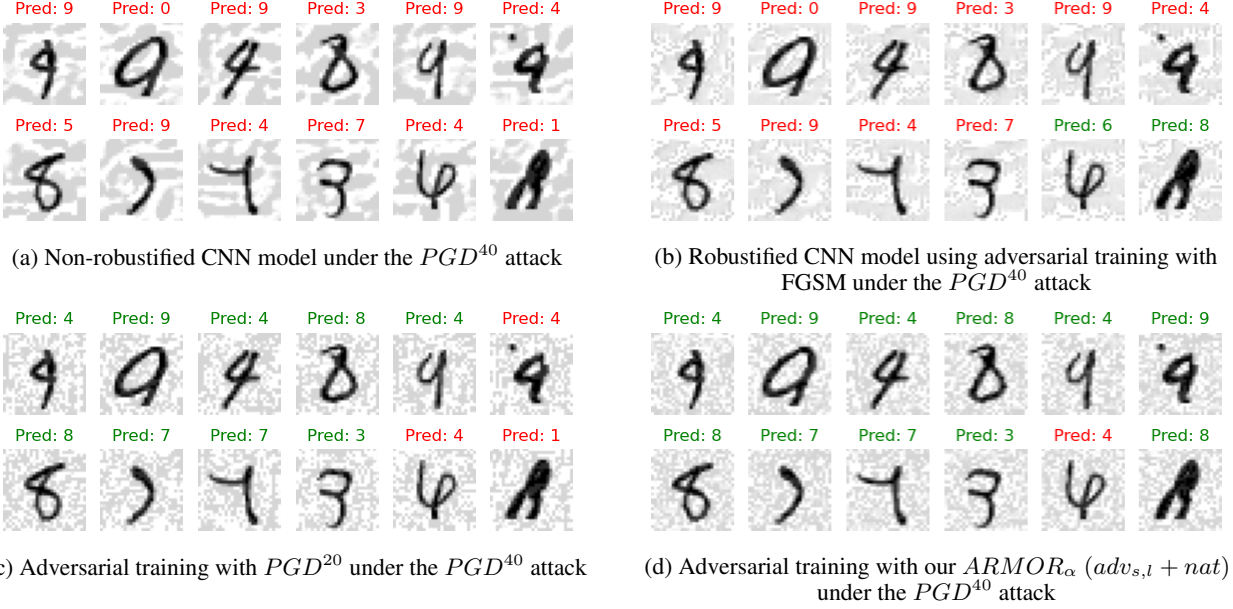 Pred: 9 Pred: 0 Pred: 9 Pred: 3 Pred: 9 Pred: 4
Pred: 5 Pred: 9 Pred: 4 Pred: 7 Pred: 4 Pred: 1
(a) Non-robustified CNN model under the PGD^40 attack
Pred: 9 Pred: 0 Pred: 9 Pred: 3 Pred: 9 Pred: 4
Pred: 5 Pred: 9 Pred: 4 Pred: 7 Pred: 6 Pred: 8
(b) Robustified CNN model using adversarial training with
FGSM under the PGD^40 attack
Pred: 4 Pred: 9 Pred: 4 Pred: 8 Pred: 4 Pred: 4
Pred: 8 Pred: 7 Pred: 7 Pred: 3 Pred: 4 Pred: 1
c) Adversarial training with PGD^20 under the PGD^40 attack
Pred: 4 Pred: 9 Pred: 4 Pred: 8 Pred: 4 Pred: 9
Pred: 8 Pred: 7 Pred: 7 Pred: 3 Pred: 4 Pred: 8
(d) Adversarial training with our ARMOR_α (adv_{s,l} + nat)
under the PGD^40 attack